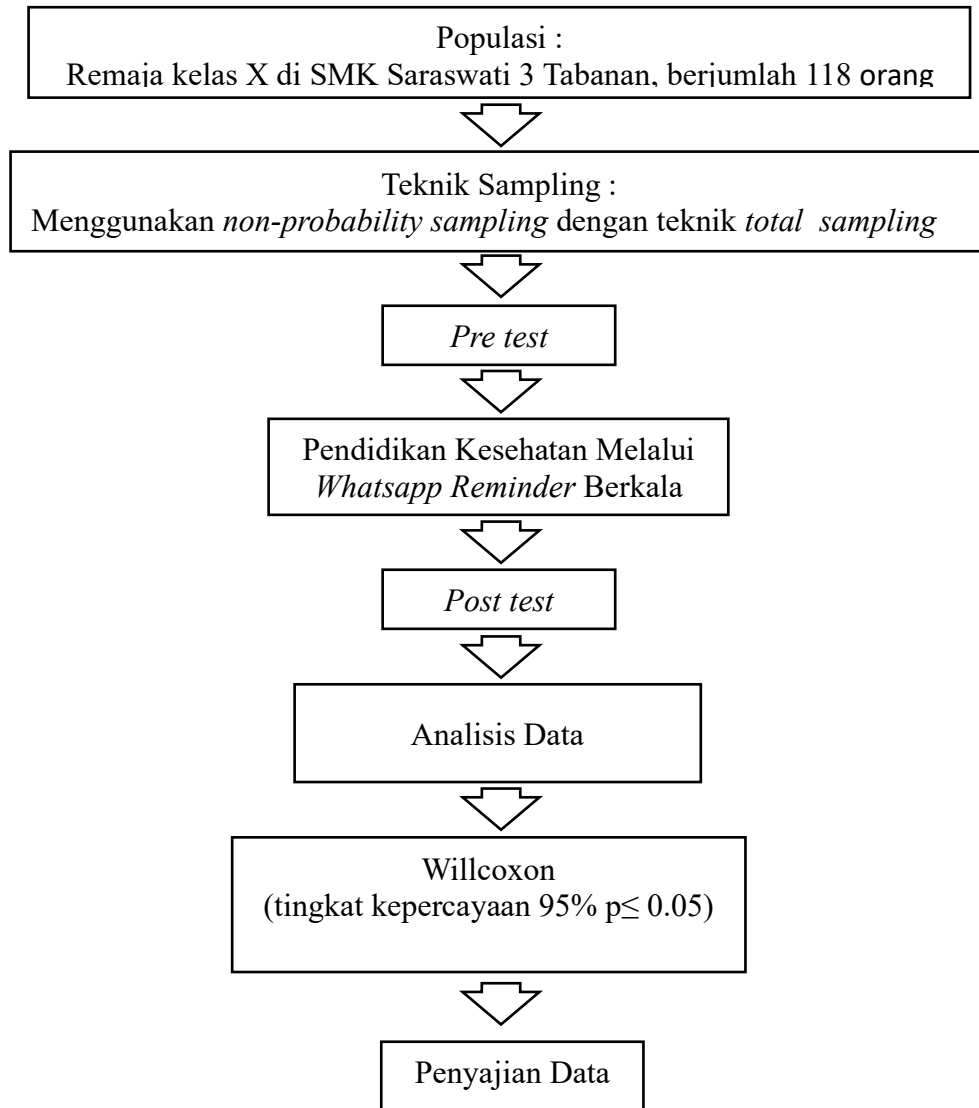 Populasi :
Remaja kelas X di SMK Saraswati 3 Tabanan, berjumlah 118 orang
Teknik Sampling :
Menggunakan non-probability sampling dengan teknik total sampling
Pre test
Pendidikan Kesehatan Melalui
Whatsapp Reminder Berkala
Post test
Analisis Data
Willcoxon
(tingkat kepercayaan 95% p≤ 0.05)
Penyajian Data